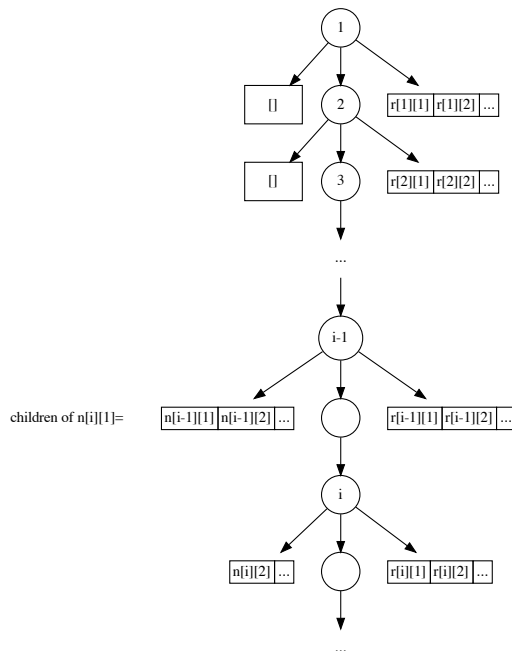 1
[] 2 r[1][1] r[1][2] ...
[] 3 r[2][1] r[2][2] ...
...
i-1
children of n[i][1]= n[i-1][1] n[i-1][2] ... r[i-1][1] r[i-1][2] ...
i
n[i][2] ... r[i][1] r[i][2] ...
...